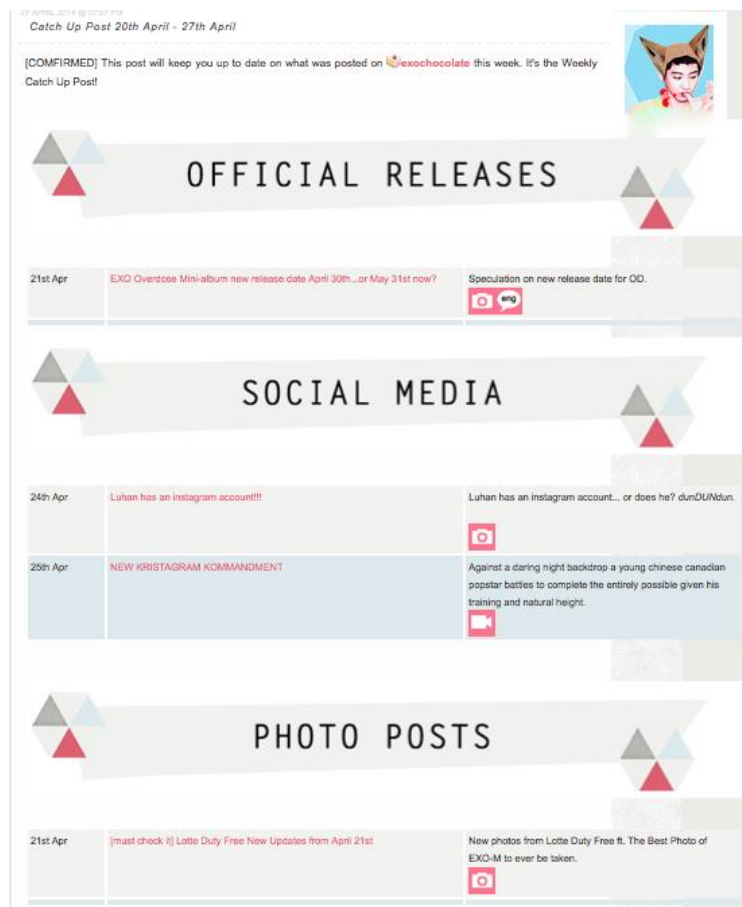 27 APRIL 2014 @ 07:57 PM
Catch Up Post 20th April - 27th April
[COMFIRMED] This post will keep you up to date on what was posted on exochocolate this week. It's the Weekly
Catch Up Post!
OFFICIAL RELEASES
21st Apr
EXO Overdose Mini-album new release date April 30th...or May 31st now?
Speculation on new release date for OD.
eng
SOCIAL MEDIA
24th Apr
Luhan has an instagram account!!!
Luhan has an instagram account... or does he? dunDUNdun.
25th Apr
NEW KRISTAGRAM KOMMANDMENT
Against a daring night backdrop a young chinese canadian
popstar battles to complete the entirely possible given his
training and natural height.
PHOTO POSTS
21st Apr
[must check it] Lotte Duty Free New Updates from April 21st
New photos from Lotte Duty Free ft. The Best Photo of
EXO-M to ever be taken.